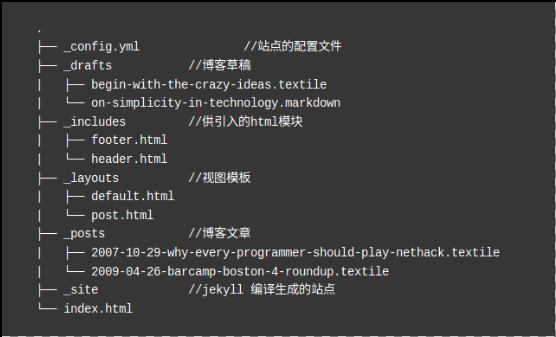 .
├── _config.yml              //站点的配置文件
├── _drafts          //博客草稿
|   ├── begin-with-the-crazy-ideas.textile
|   └── on-simplicity-in-technology.markdown
├── _includes        //供引入的html模块
|   ├── footer.html
|   └── header.html
├── _layouts         //视图模板
|   ├── default.html
|   └── post.html
├── _posts           //博客文章
|   ├── 2007-10-29-why-every-programmer-should-play-nethack.textile
|   └── 2009-04-26-barcamp-boston-4-roundup.textile
├── _site            //jekyll 编译生成的站点
└── index.html